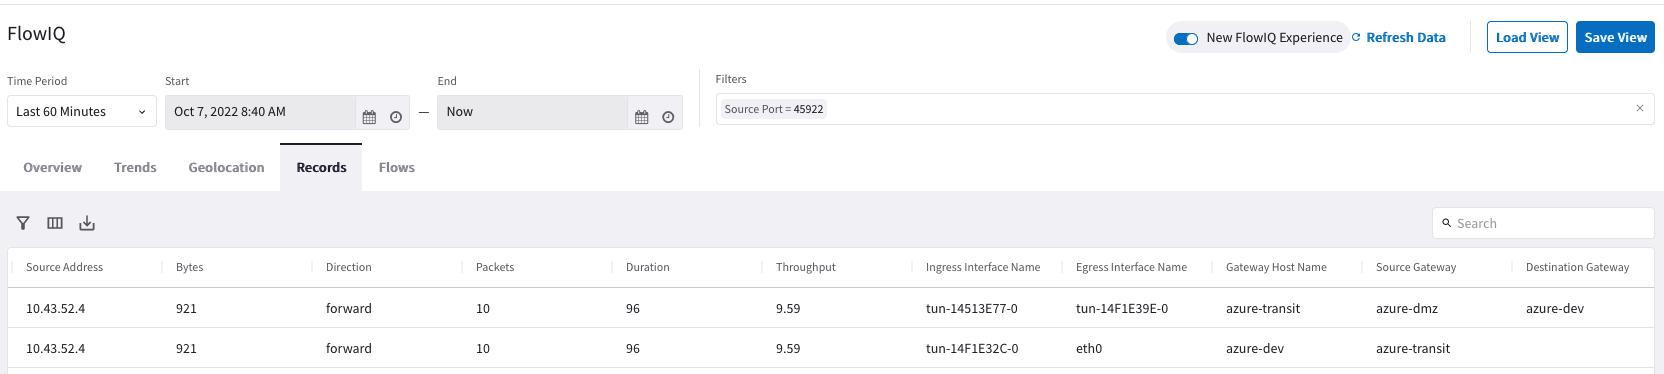 FlowIQ
New FlowIQ Experience Refresh Data Load View Save View
Time Period Start End Filters
Last 60 Minutes Oct 7, 2022 8:40 AM — Now Source Port = 45922 ×
Overview Trends Geolocation Records Flows
Search
Source Address Bytes Direction Packets Duration Throughput Ingress Interface Name Egress Interface Name Gateway Host Name Source Gateway Destination Gateway
10.43.52.4 921 forward 10 96 9.59 tun-14513E77-0 tun-14F1E39E-0 azure-transit azure-dmz azure-dev
10.43.52.4 921 forward 10 96 9.59 tun-14F1E32C-0 eth0 azure-dev azure-transit